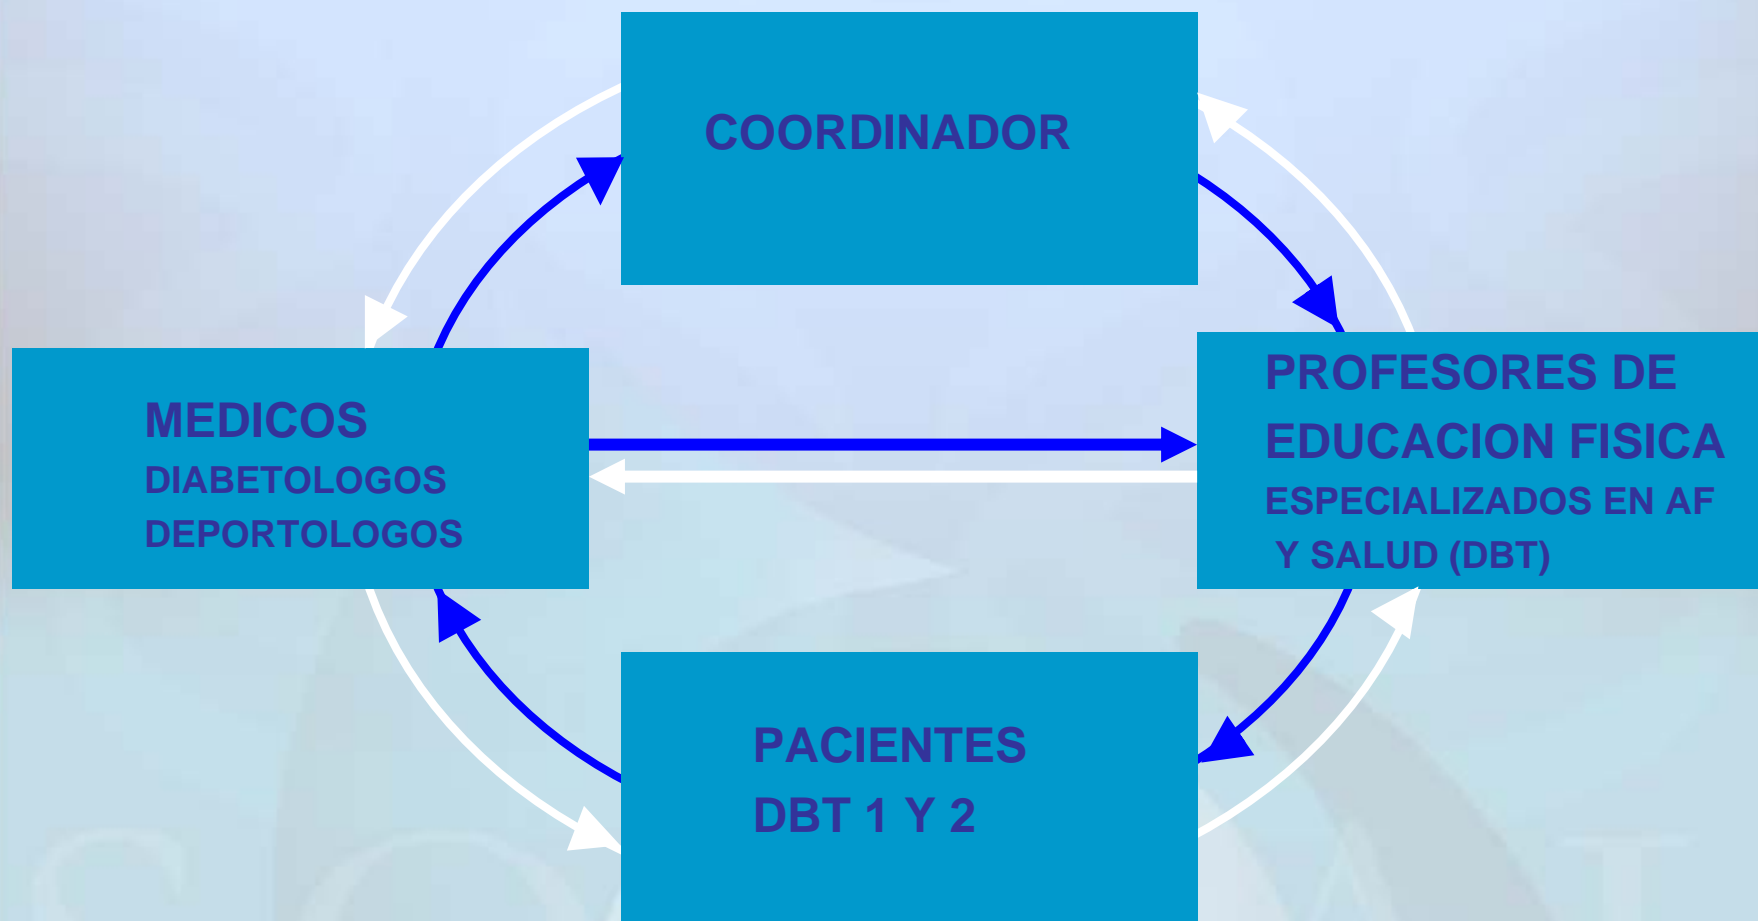 COORDINADOR
MEDICOS
DIABETOLOGOS
DEPORTOLOGOS
PROFESORES DE
EDUCACION FISICA
ESPECIALIZADOS EN AF
Y SALUD (DBT)
PACIENTES
DBT 1 Y 2